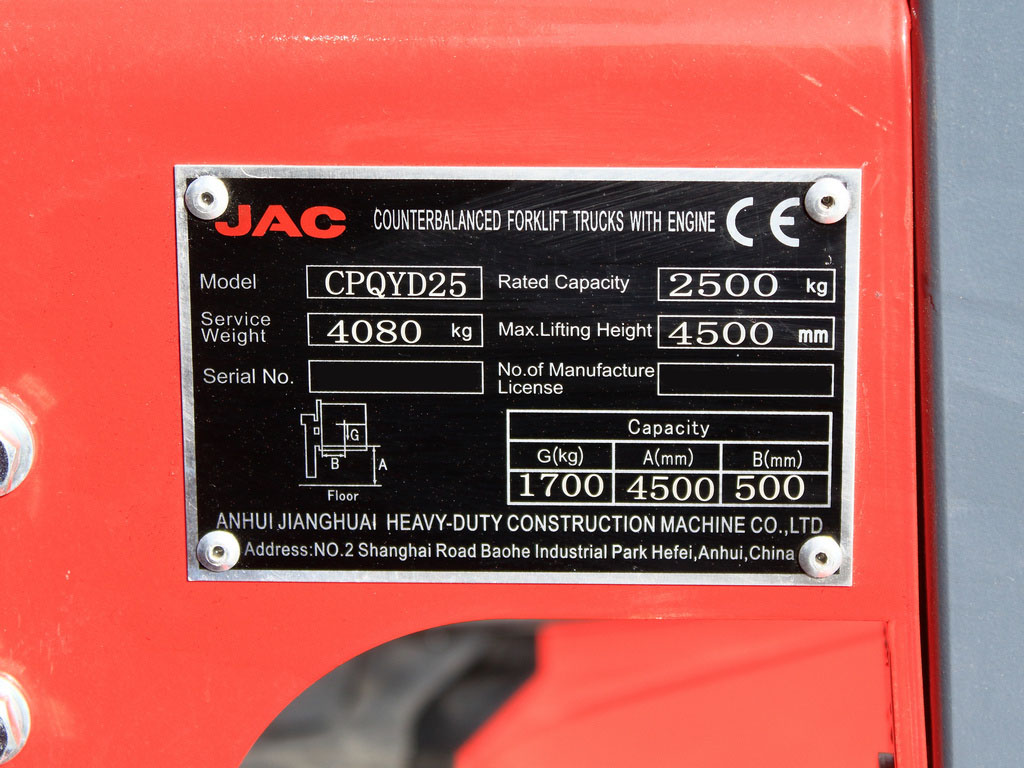 JAC COUNTERBALANCED FORKLIFT TRUCKS WITH ENGINE CE
Model CPQYD25 Rated Capacity 2500 kg
Service Weight 4080 kg Max.Lifting Height 4500 mm
Serial No. No.of Manufacture License
G
B A
Floor
Capacity
G(kg) A(mm) B(mm)
1700 4500 500
ANHUI JIANGHUAI HEAVY-DUTY CONSTRUCTION MACHINE CO.,LTD
Address:NO.2 Shanghai Road Baohe Industrial Park Hefei,Anhui,China